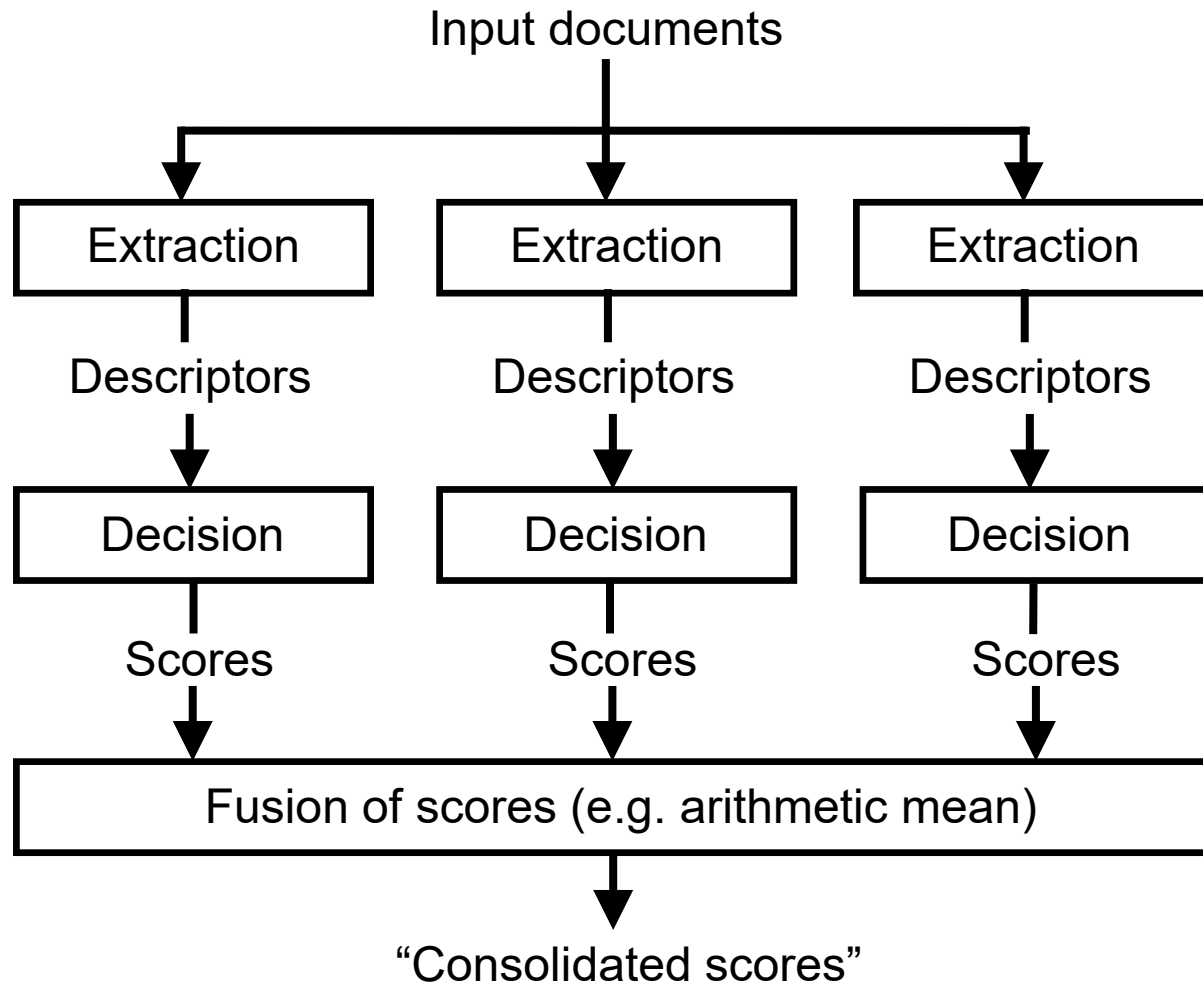 Input documents
Extraction Extraction Extraction
Descriptors Descriptors Descriptors
Decision Decision Decision
Scores Scores Scores
Fusion of scores (e.g. arithmetic mean)
“Consolidated scores”